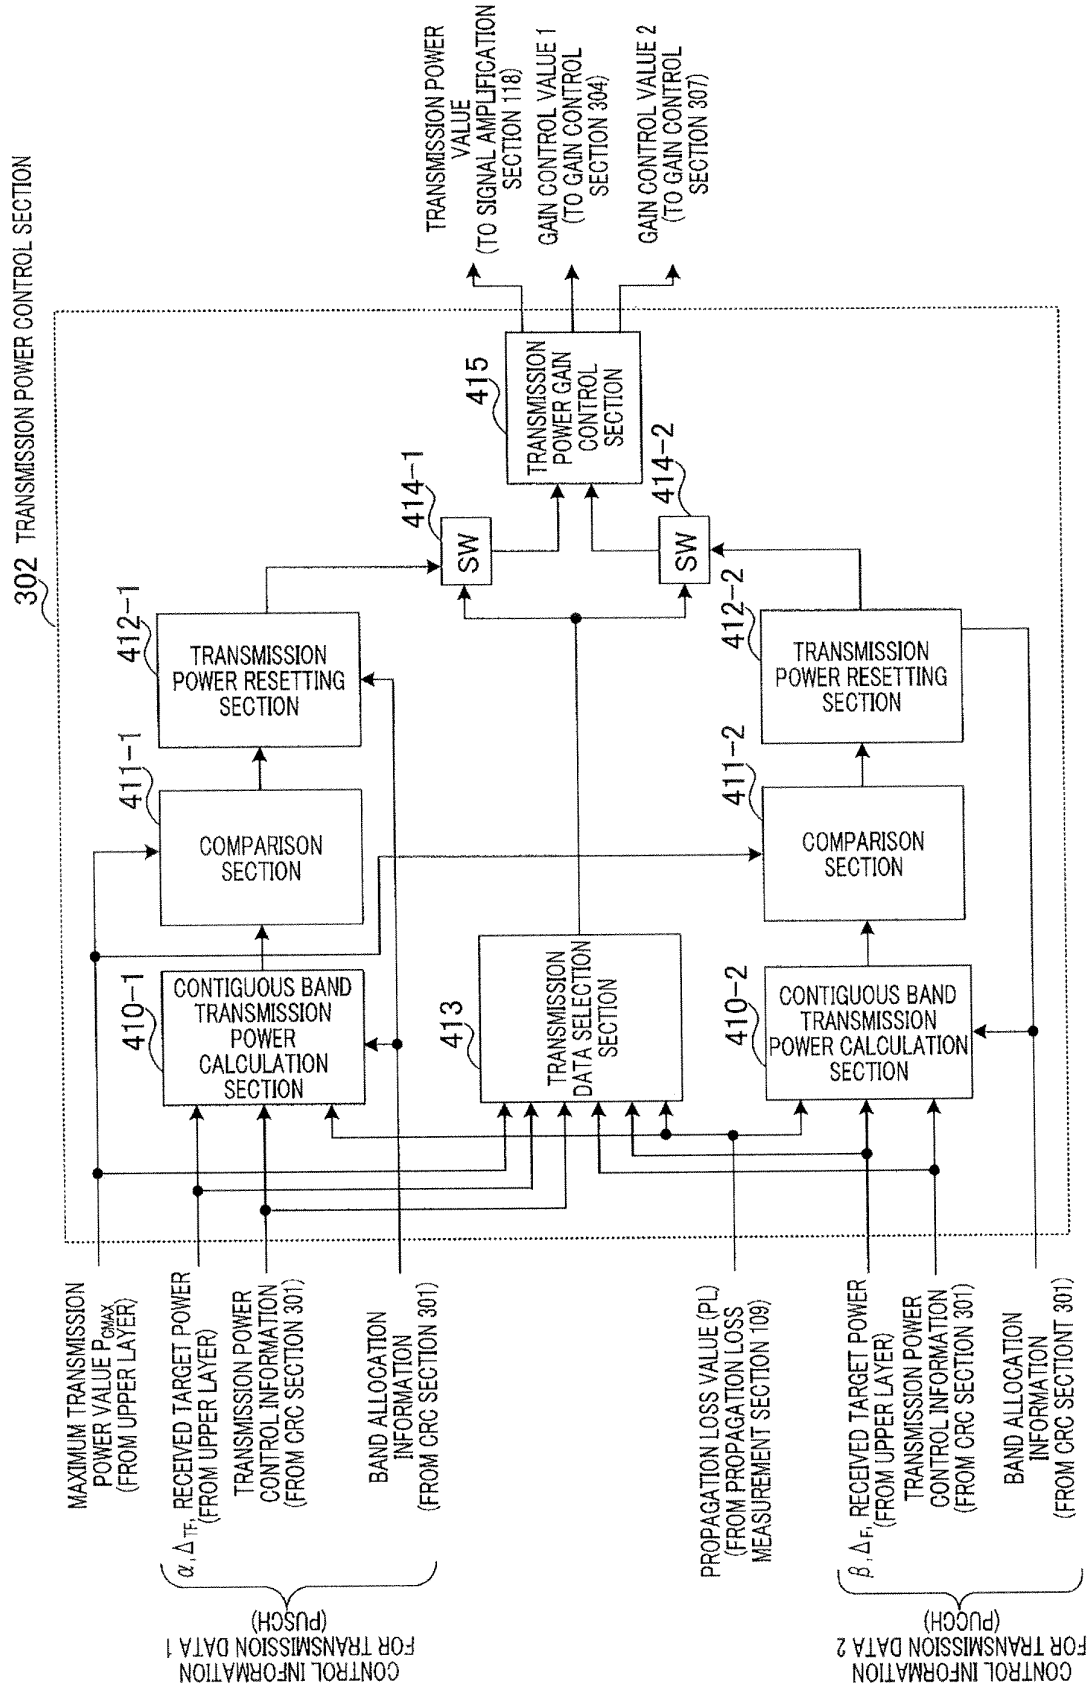 302 TRANSMISSION POWER CONTROL SECTION
MAXIMUM TRANSMISSION
POWER VALUE PCMAX
(FROM UPPER LAYER)
CONTROL INFORMATION
FOR TRANSMISSION DATA 1
(PUSCH)
α, ΔTF, RECEIVED TARGET POWER
(FROM UPPER LAYER)
TRANSMISSION POWER
CONTROL INFORMATION
(FROM CRC SECTION 301)
BAND ALLOCATION
INFORMATION
(FROM CRC SECTION 301)
PROPAGATION LOSS VALUE (PL)
(FROM PROPAGATION LOSS
MEASUREMENT SECTION 109)
CONTROL INFORMATION
FOR TRANSMISSION DATA 2
(PUCCH)
β, ΔF, RECEIVED TARGET POWER
(FROM UPPER LAYER)
TRANSMISSION POWER
CONTROL INFORMATION
(FROM CRC SECTION 301)
BAND ALLOCATION
INFORMATION
(FROM CRC SECTIONT 301)
410-1
CONTIGUOUS BAND
TRANSMISSION
POWER
CALCULATION
SECTION
411-1
COMPARISON
SECTION
412-1
TRANSMISSION
POWER RESETTING
SECTION
413
TRANSMISSION
DATA SELECTION
SECTION
414-1
SW
414-2
SW
415
TRANSMISSION
POWER GAIN
CONTROL
SECTION
410-2
CONTIGUOUS BAND
TRANSMISSION
POWER CALCULATION
SECTION
411-2
COMPARISON
SECTION
412-2
TRANSMISSION
POWER RESETTING
SECTION
TRANSMISSION POWER
VALUE
(TO SIGNAL AMPLIFICATION
SECTION 118)
GAIN CONTROL VALUE 1
(TO GAIN CONTROL
SECTION 304)
GAIN CONTROL VALUE 2
(TO GAIN CONTROL
SECTION 307)